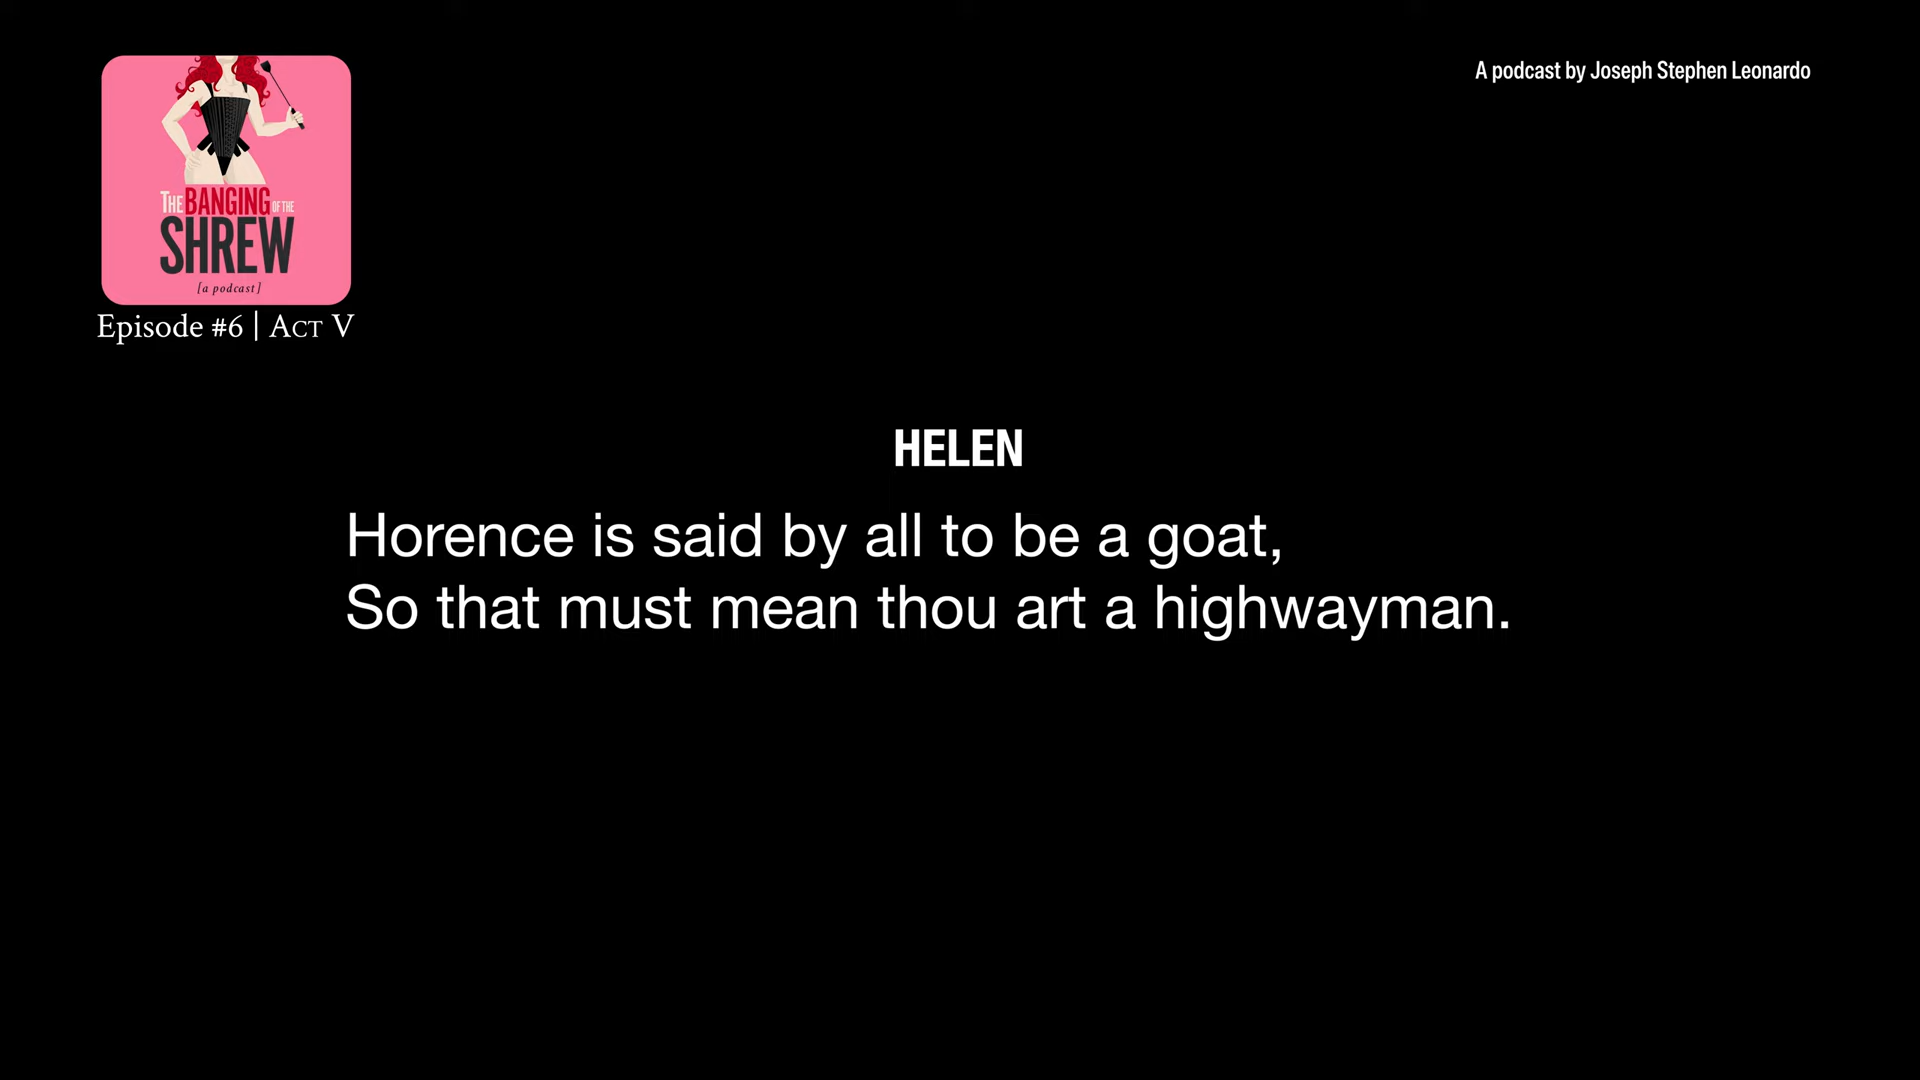 A podcast by Joseph Stephen Leonardo
THE BANGING OF THE
SHREW
[a podcast]
Episode #6 | ACT V
HELEN
Horence is said by all to be a goat,
So that must mean thou art a highwayman.